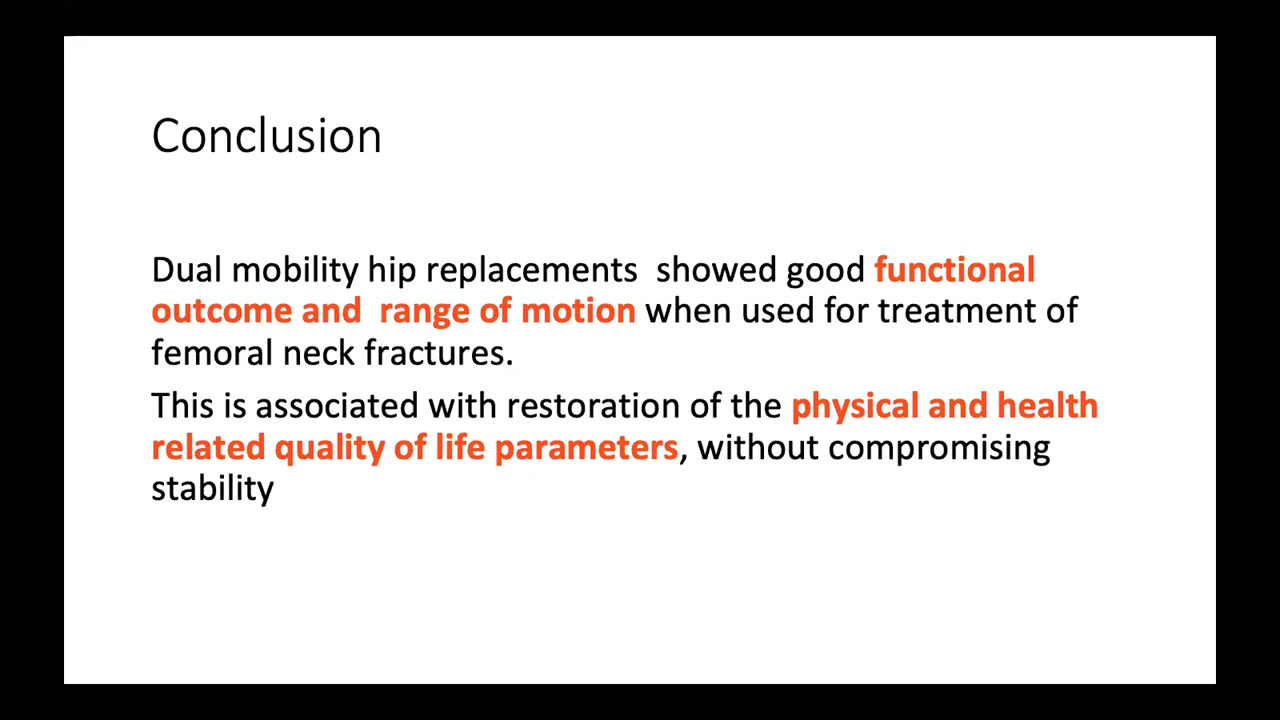 Conclusion
Dual mobility hip replacements  showed good functional
outcome and  range of motion when used for treatment of
femoral neck fractures.
This is associated with restoration of the physical and health
related quality of life parameters, without compromising
stability